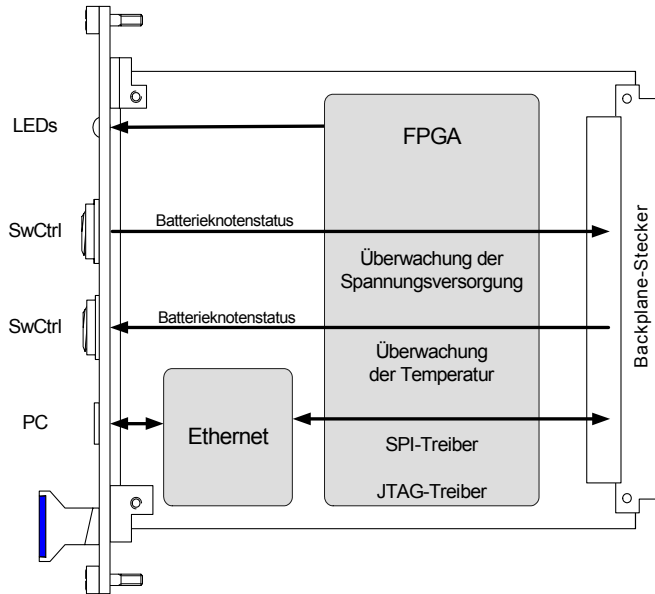 LEDs
FPGA
SwCtrl
Batterieknotenstatus
Überwachung der
Spannungsversorgung
SwCtrl
Batterieknotenstatus
Überwachung
der Temperatur
PC
Ethernet
SPI-Treiber
JTAG-Treiber
Backplane-Stecker